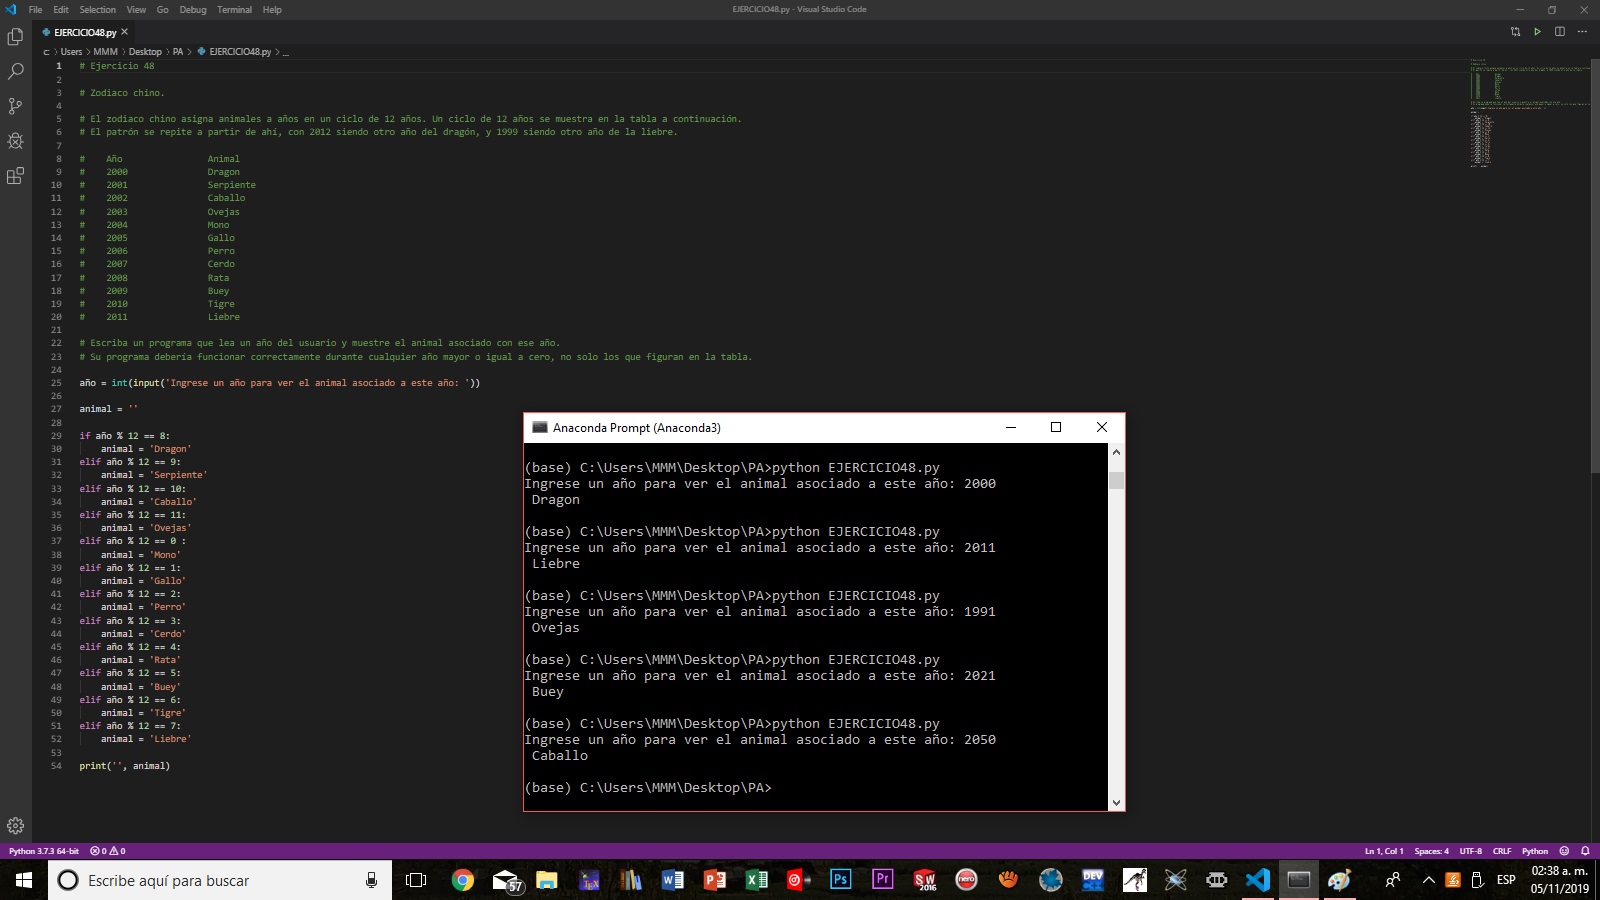 File Edit Selection View Go Debug Terminal Help EJERCICIO48.py - Visual Studio Code
EJERCICIO48.py
C: > Users > MMM > Desktop > PA > EJERCICIO48.py > ...
1 # Ejercicio 48
2
3 # Zodiaco chino.
4
5 # El zodiaco chino asigna animales a años en un ciclo de 12 años. Un ciclo de 12 años se muestra en la tabla a continuación.
6 # El patrón se repite a partir de ahí, con 2012 siendo otro año del dragón, y 1999 siendo otro año de la liebre.
7
8 # Año Animal
9 # 2000 Dragon
10 # 2001 Serpiente
11 # 2002 Caballo
12 # 2003 Ovejas
13 # 2004 Mono
14 # 2005 Gallo
15 # 2006 Perro
16 # 2007 Cerdo
17 # 2008 Rata
18 # 2009 Buey
19 # 2010 Tigre
20 # 2011 Liebre
21
22 # Escriba un programa que lea un año del usuario y muestre el animal asociado con ese año.
23 # Su programa debería funcionar correctamente durante cualquier año mayor o igual a cero, no solo los que figuran en la tabla.
24
25 año = int(input('Ingrese un año para ver el animal asociado a este año: '))
26
27 animal = ''
28
29 if año % 12 == 8:
30 animal = 'Dragon'
31 elif año % 12 == 9:
32 animal = 'Serpiente'
33 elif año % 12 == 10:
34 animal = 'Caballo'
35 elif año % 12 == 11:
36 animal = 'Ovejas'
37 elif año % 12 == 0 :
38 animal = 'Mono'
39 elif año % 12 == 1:
40 animal = 'Gallo'
41 elif año % 12 == 2:
42 animal = 'Perro'
43 elif año % 12 == 3:
44 animal = 'Cerdo'
45 elif año % 12 == 4:
46 animal = 'Rata'
47 elif año % 12 == 5:
48 animal = 'Buey'
49 elif año % 12 == 6:
50 animal = 'Tigre'
51 elif año % 12 == 7:
52 animal = 'Liebre'
53
54 print('', animal)
Anaconda Prompt (Anaconda3)
(base) C:\Users\MMM\Desktop\PA>python EJERCICIO48.py
Ingrese un año para ver el animal asociado a este año: 2000
Dragon
(base) C:\Users\MMM\Desktop\PA>python EJERCICIO48.py
Ingrese un año para ver el animal asociado a este año: 2011
Liebre
(base) C:\Users\MMM\Desktop\PA>python EJERCICIO48.py
Ingrese un año para ver el animal asociado a este año: 1991
Ovejas
(base) C:\Users\MMM\Desktop\PA>python EJERCICIO48.py
Ingrese un año para ver el animal asociado a este año: 2021
Buey
(base) C:\Users\MMM\Desktop\PA>python EJERCICIO48.py
Ingrese un año para ver el animal asociado a este año: 2050
Caballo
(base) C:\Users\MMM\Desktop\PA>
Python 3.7.3 64-bit 0 0 Ln 1, Col 1 Spaces: 4 UTF-8 CRLF Python
Escribe aquí para buscar 57 Ps Pr SW 2016 nero DEV ESP 02:38 a. m.
05/11/2019